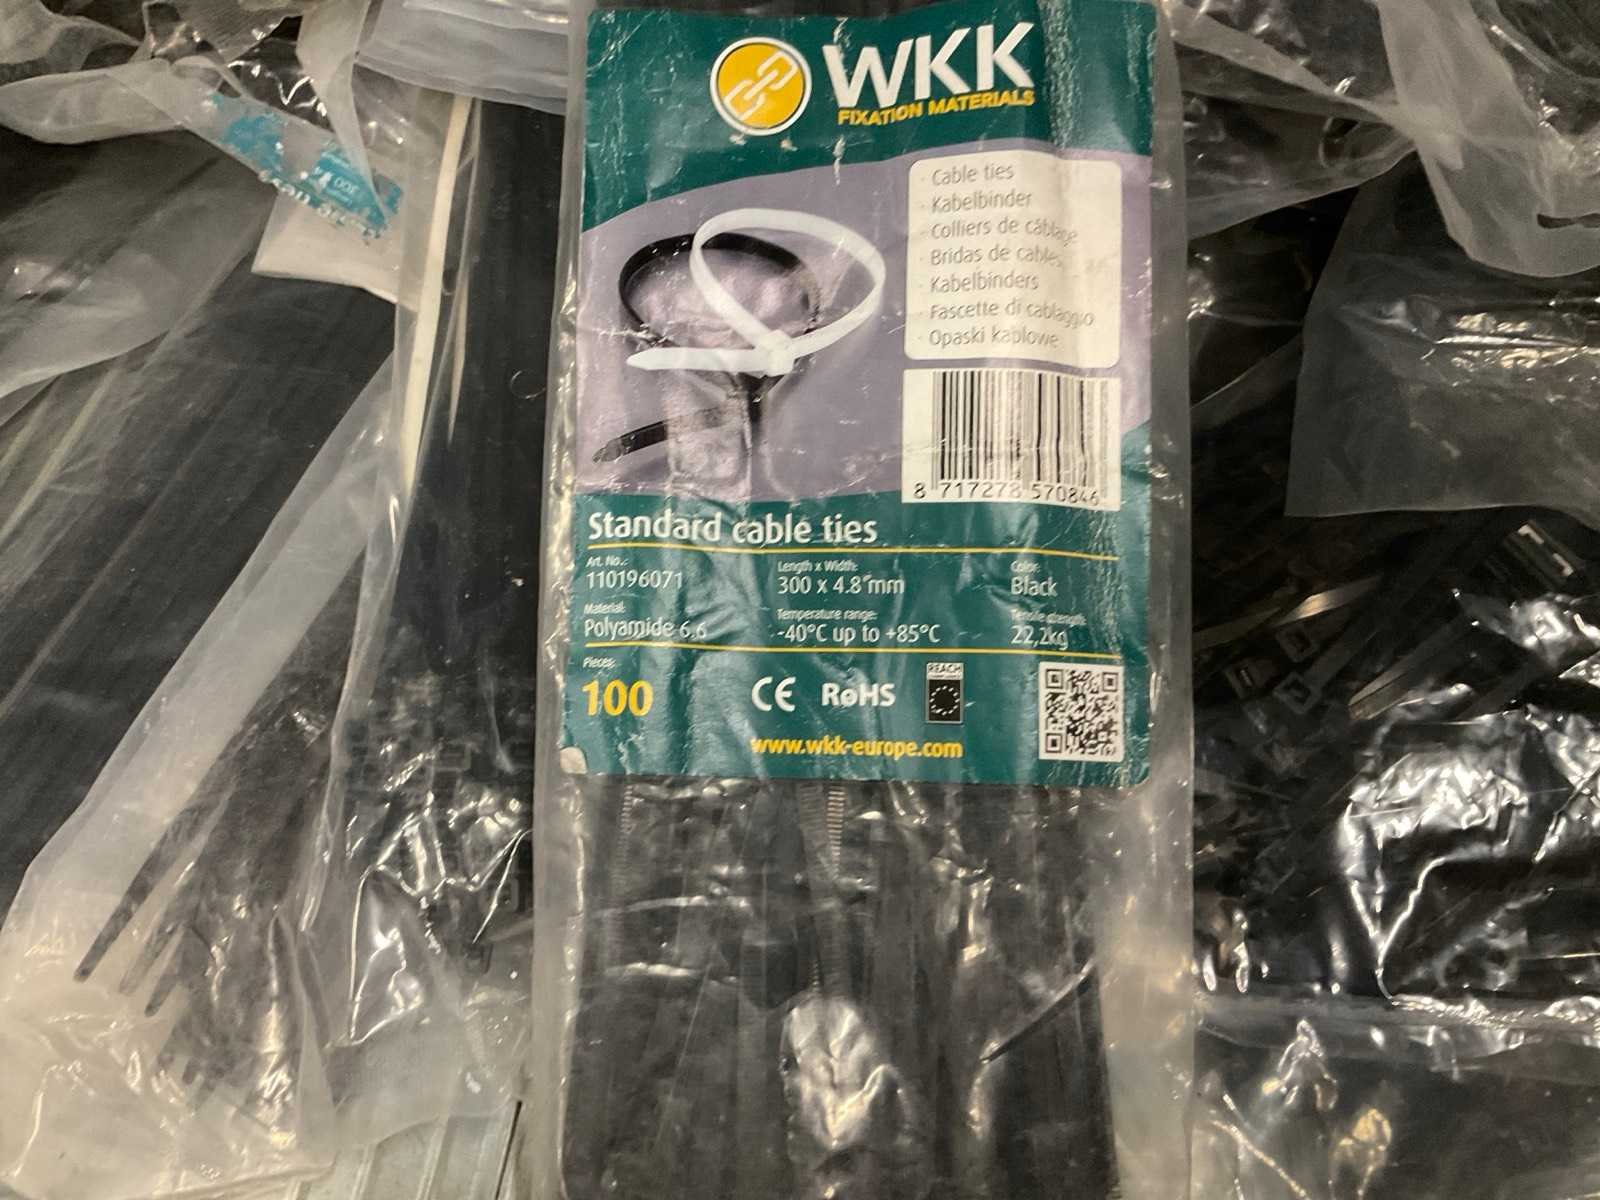 WKK
FIXATION MATERIALS
· Cable ties
· Kabelbinder
· Colliers de câblage
· Bridas de cables
· Kabelbinders
· Fascette di cablaggio
· Opaski kablowe
8 717278 570846
Standard cable ties
Art. No.:
110196071
Length x Width:
300 x 4.8 mm
Color:
Black
Material:
Polyamide 6.6
Temperature range:
-40°C up to +85°C
Tensile strength:
22,2kg
Pieces:
100
CE RoHS
REACH
www.wkk-europe.com